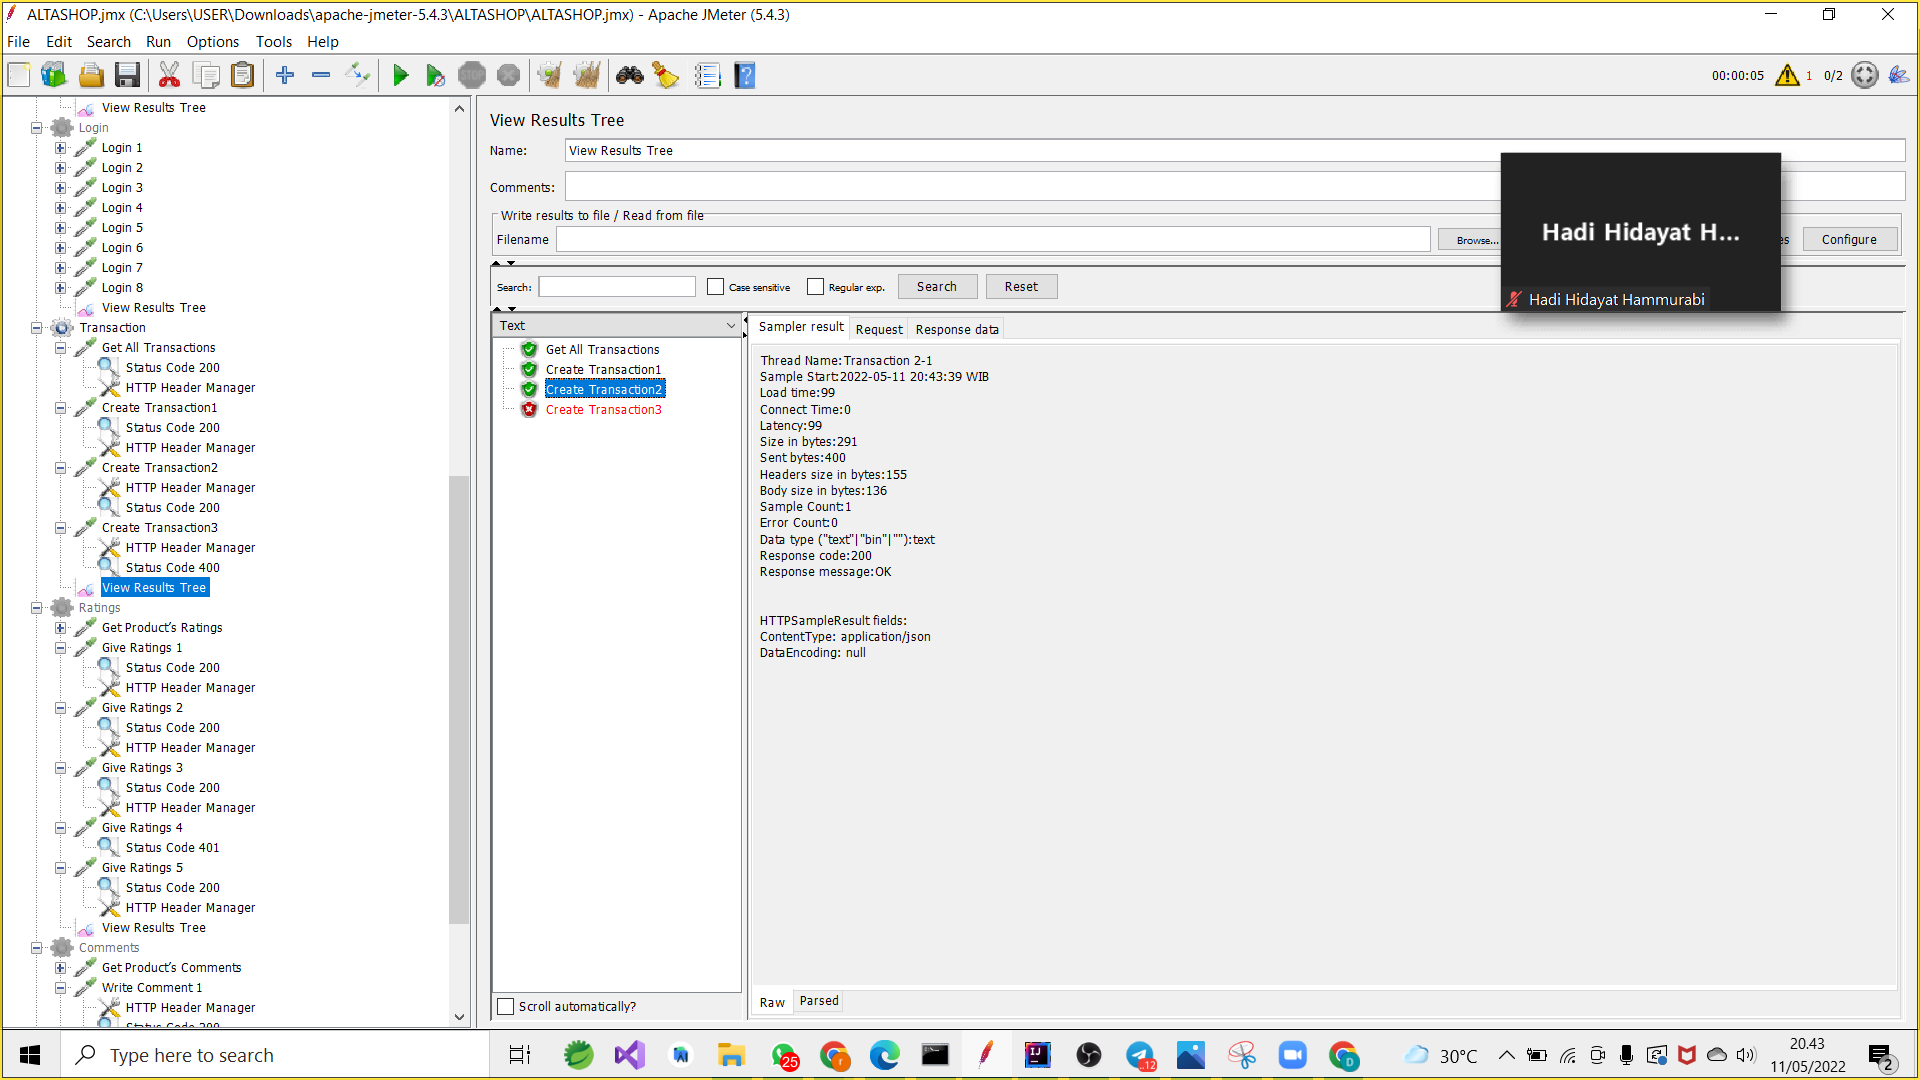 ALTASHOP.jmx (C:\Users\USER\Downloads\apache-jmeter-5.4.3\ALTASHOP\ALTASHOP.jmx) - Apache JMeter (5.4.3)
File Edit Search Run Options Tools Help
STOP
00:00:05 1 0/2
View Results Tree
Login
Login 1
Login 2
Login 3
Login 4
Login 5
Login 6
Login 7
Login 8
View Results Tree
Transaction
Get All Transactions
Status Code 200
HTTP Header Manager
Create Transaction1
Status Code 200
HTTP Header Manager
Create Transaction2
HTTP Header Manager
Status Code 200
Create Transaction3
HTTP Header Manager
Status Code 400
View Results Tree
Ratings
Get Product's Ratings
Give Ratings 1
Status Code 200
HTTP Header Manager
Give Ratings 2
Status Code 200
HTTP Header Manager
Give Ratings 3
Status Code 200
HTTP Header Manager
Give Ratings 4
Status Code 401
Give Ratings 5
Status Code 200
HTTP Header Manager
View Results Tree
Comments
Get Product's Comments
Write Comment 1
HTTP Header Manager
Status Code 200
View Results Tree
Name: View Results Tree
Comments:
Write results to file / Read from file
Filename Browse... es Configure
Hadi Hidayat H...
Hadi Hidayat Hammurabi
Search: Case sensitive Regular exp. Search Reset
Text
Get All Transactions
Create Transaction1
Create Transaction2
Create Transaction3
Scroll automatically?
Sampler result Request Response data
Thread Name:Transaction 2-1
Sample Start:2022-05-11 20:43:39 WIB
Load time:99
Connect Time:0
Latency:99
Size in bytes:291
Sent bytes:400
Headers size in bytes:155
Body size in bytes:136
Sample Count:1
Error Count:0
Data type ("text"|"bin"|""):text
Response code:200
Response message:OK
HTTPSampleResult fields:
ContentType: application/json
DataEncoding: null
Raw Parsed
Type here to search
25
r
IJ
..12
D
30°C
20.43
11/05/2022
2